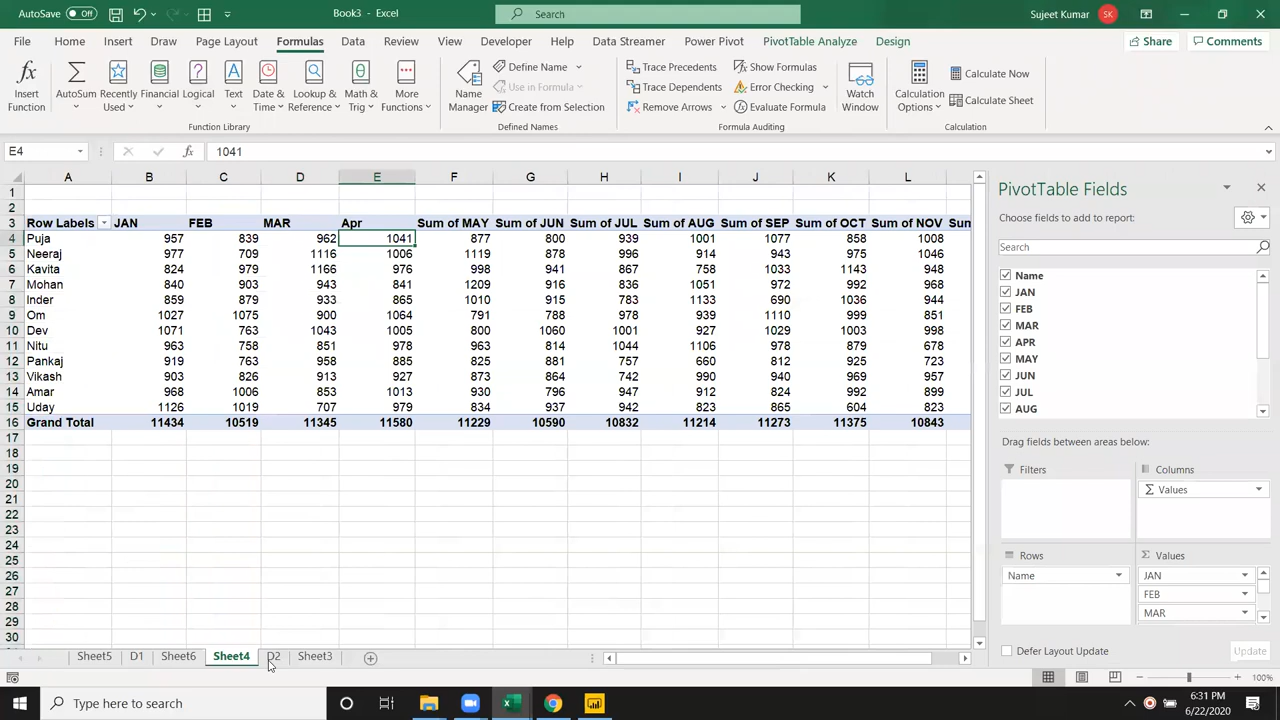 AutoSave Off Book3 - Excel Search Sujeet Kumar SK
File Home Insert Draw Page Layout Formulas Data Review View Developer Help Data Streamer Power Pivot PivotTable Analyze Design Share Comments
Insert Function
AutoSum
Recently Used
Financial
Logical
Text
Date & Time
Lookup & Reference
Math & Trig
More Functions
Function Library
Name Manager
Define Name
Use in Formula
Create from Selection
Defined Names
Trace Precedents
Trace Dependents
Remove Arrows
Show Formulas
Error Checking
Evaluate Formula
Watch Window
Formula Auditing
Calculation Options
Calculate Now
Calculate Sheet
Calculation
E4 fx 1041
A B C D E F G H I J K L
1
2
3 Row Labels JAN FEB MAR Apr Sum of MAY Sum of JUN Sum of JUL Sum of AUG Sum of SEP Sum of OCT Sum of NOV Sum
4 Puja 957 839 962 1041 877 800 939 1001 1077 858 1008
5 Neeraj 977 709 1116 1006 1119 878 996 914 943 975 1046
6 Kavita 824 979 1166 976 998 941 867 758 1033 1143 948
7 Mohan 840 903 943 841 1209 916 836 1051 972 992 968
8 Inder 859 879 933 865 1010 915 783 1133 690 1036 944
9 Om 1027 1075 900 1064 791 788 978 939 1110 999 851
10 Dev 1071 763 1043 1005 800 1060 1001 927 1029 1003 998
11 Nitu 963 758 851 978 963 814 1044 1106 978 879 678
12 Pankaj 919 763 958 885 825 881 757 660 812 925 723
13 Vikash 903 826 913 927 873 864 742 990 940 969 957
14 Amar 968 1006 853 1013 930 796 947 912 824 992 899
15 Uday 1126 1019 707 979 834 937 942 823 865 604 823
16 Grand Total 11434 10519 11345 11580 11229 10590 10832 11214 11273 11375 10843
17
18
19
20
21
22
23
24
25
26
27
28
29
30
PivotTable Fields
Choose fields to add to report:
Search
Name
JAN
FEB
MAR
APR
MAY
JUN
JUL
AUG
Drag fields between areas below:
Filters
Columns
Values
Rows
Name
Values
JAN
FEB
MAR
Defer Layout Update Update
Sheet5 D1 Sheet6 Sheet4 Sheet3
100%
Type here to search
6:31 PM
6/22/2020